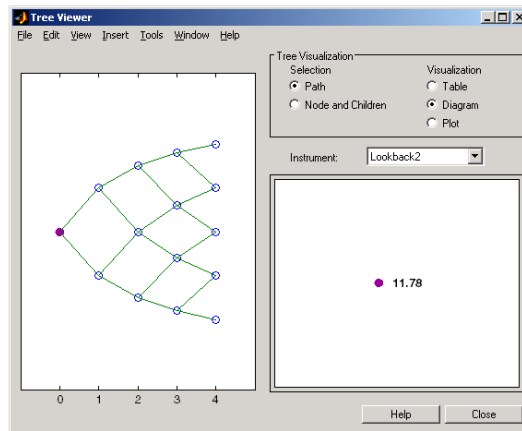 Tree Viewer
File Edit View Insert Tools Window Help
Tree Visualization
Selection
Path
Node and Children
Visualization
Table
Diagram
Plot
Instrument: Lookback2
11.78
0 1 2 3 4
Help Close